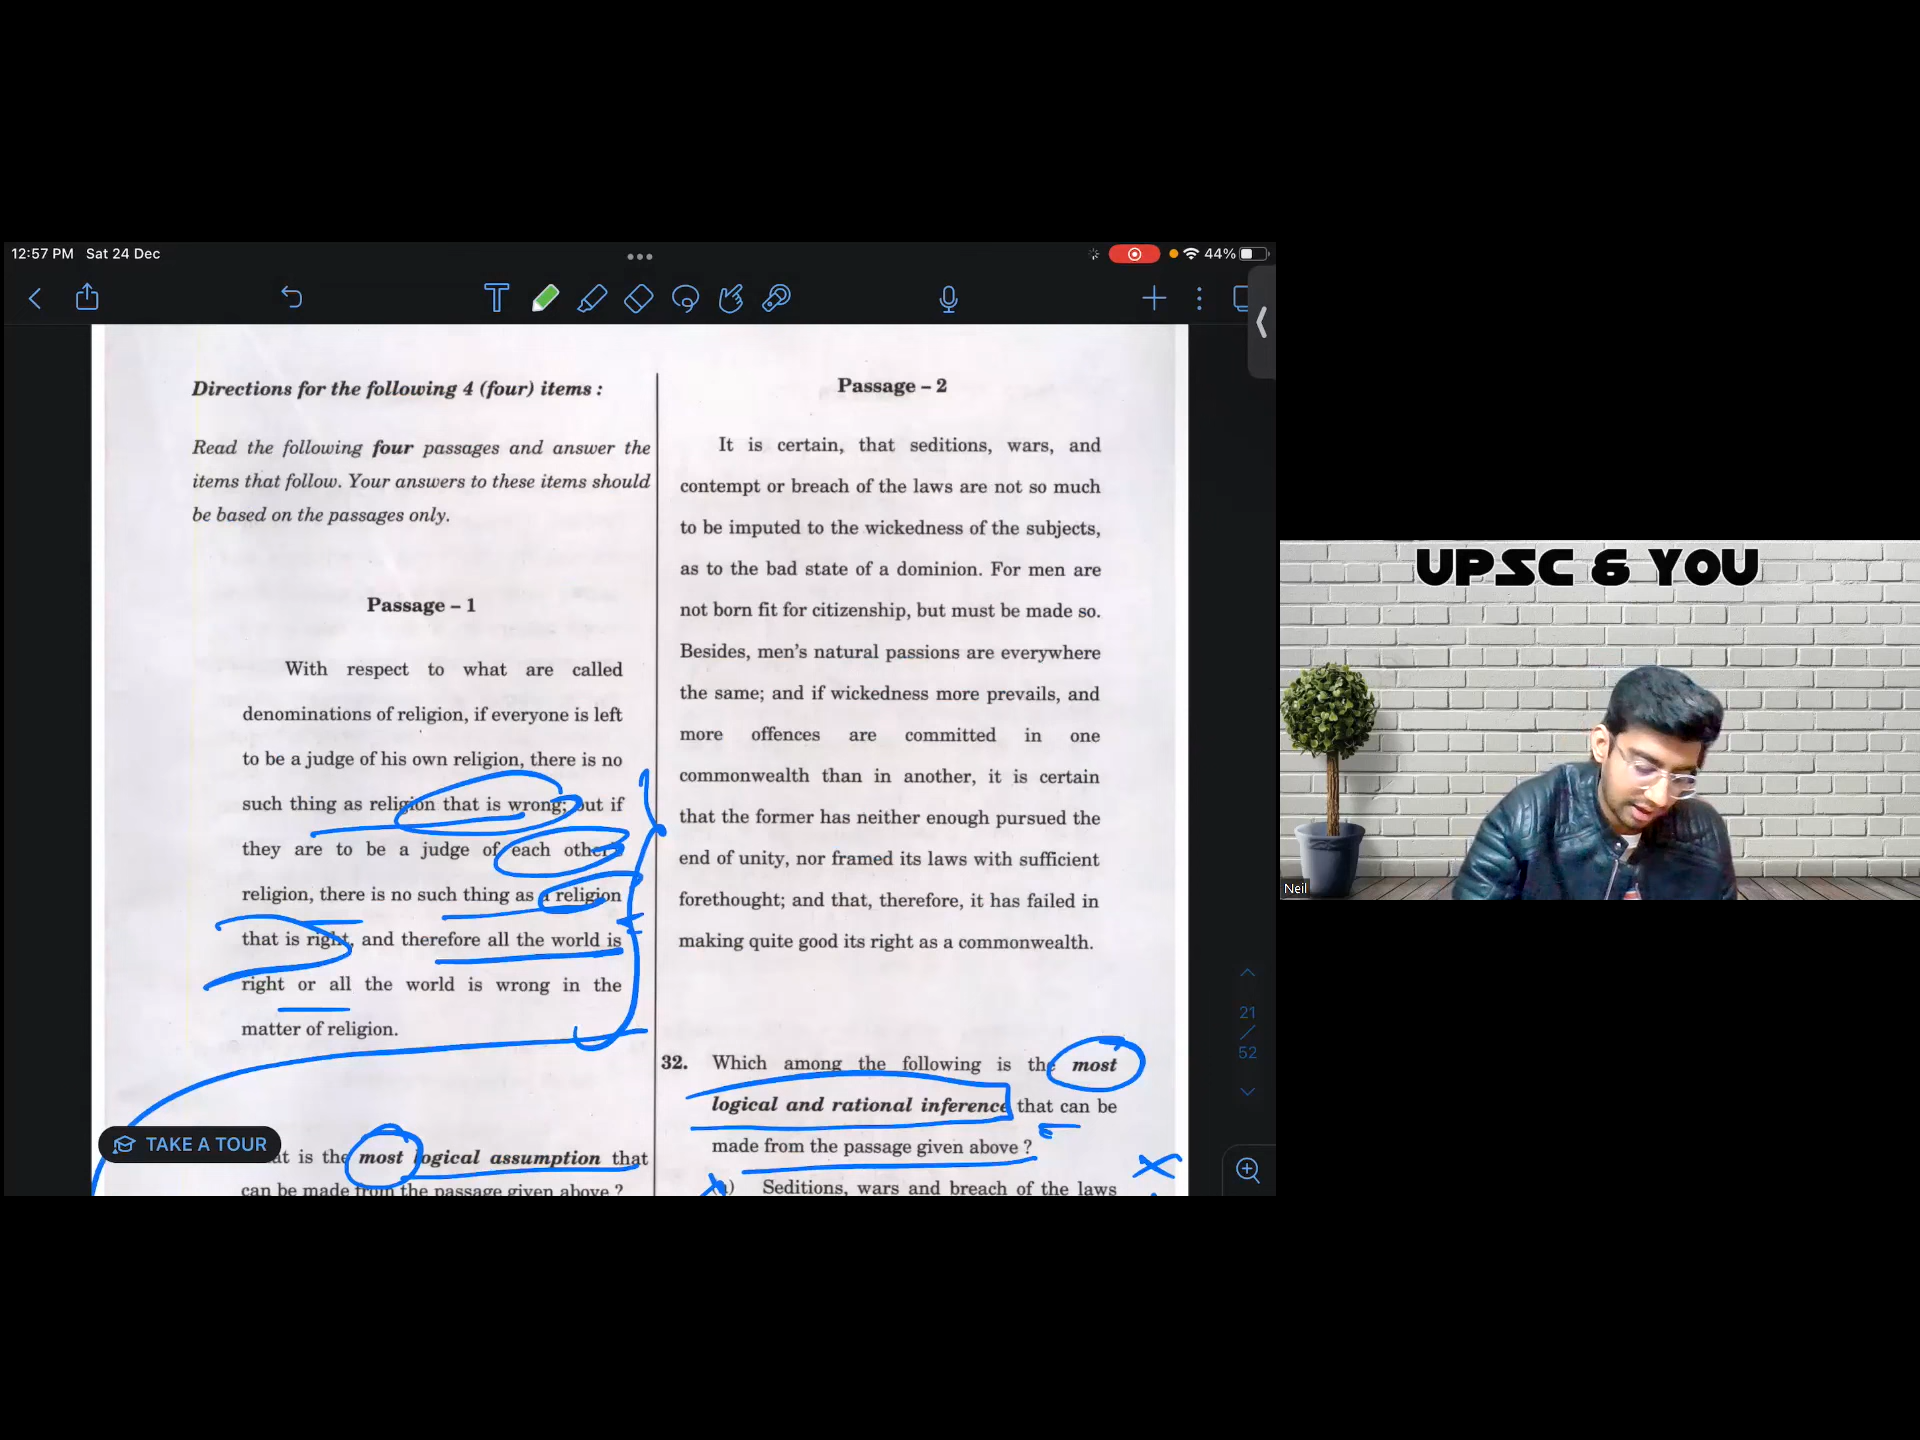 12:57 PM Sat 24 Dec
44%
Directions for the following 4 (four) items :
Read the following four passages and answer the
items that follow. Your answers to these items should
be based on the passages only.
Passage – 1
With respect to what are called
denominations of religion, if everyone is left
to be a judge of his own religion, there is no
such thing as religion that is wrong; but if
they are to be a judge of each other's
religion, there is no such thing as a religion
that is right, and therefore all the world is
right or all the world is wrong in the
matter of religion.
TAKE A TOUR
is the most logical assumption that
can be made from the passage given above ?
Passage – 2
It is certain, that seditions, wars, and
contempt or breach of the laws are not so much
to be imputed to the wickedness of the subjects,
as to the bad state of a dominion. For men are
not born fit for citizenship, but must be made so.
Besides, men's natural passions are everywhere
the same; and if wickedness more prevails, and
more offences are committed in one
commonwealth than in another, it is certain
that the former has neither enough pursued the
end of unity, nor framed its laws with sufficient
forethought; and that, therefore, it has failed in
making quite good its right as a commonwealth.
32. Which among the following is the most
logical and rational inference that can be
made from the passage given above ?
Seditions, wars and breach of the laws
21
/
52
UPSC & YOU
Neil